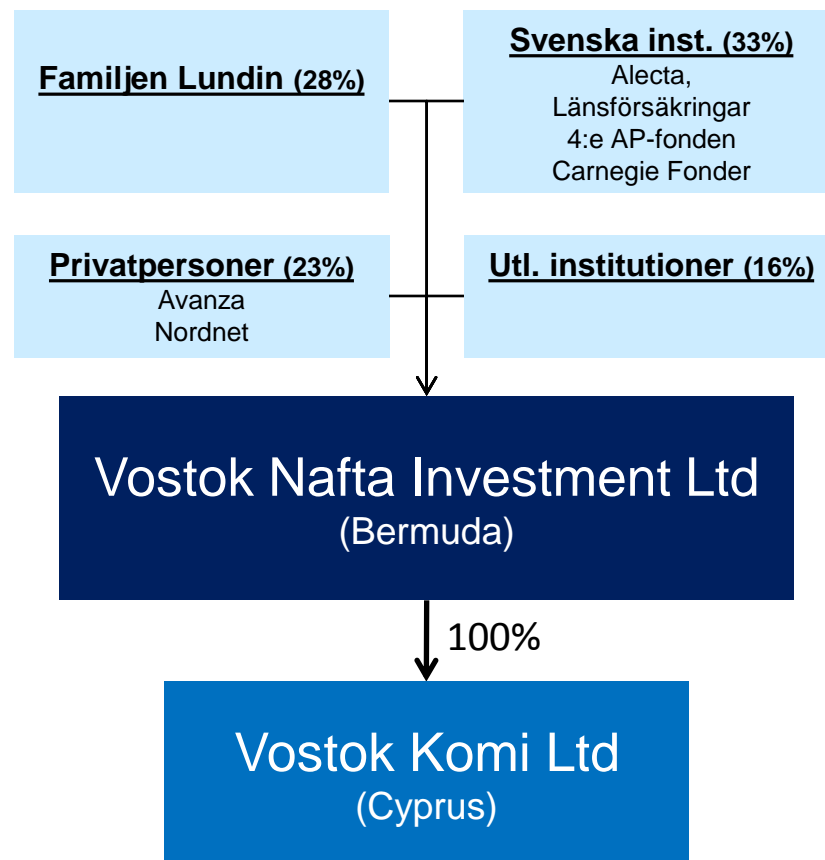 Familjen Lundin (28%)
Svenska inst. (33%)
Alecta,
Länsförsäkringar
4:e AP-fonden
Carnegie Fonder
Privatpersoner (23%)
Avanza
Nordnet
Utl. institutioner (16%)
Vostok Nafta Investment Ltd
(Bermuda)
100%
Vostok Komi Ltd
(Cyprus)